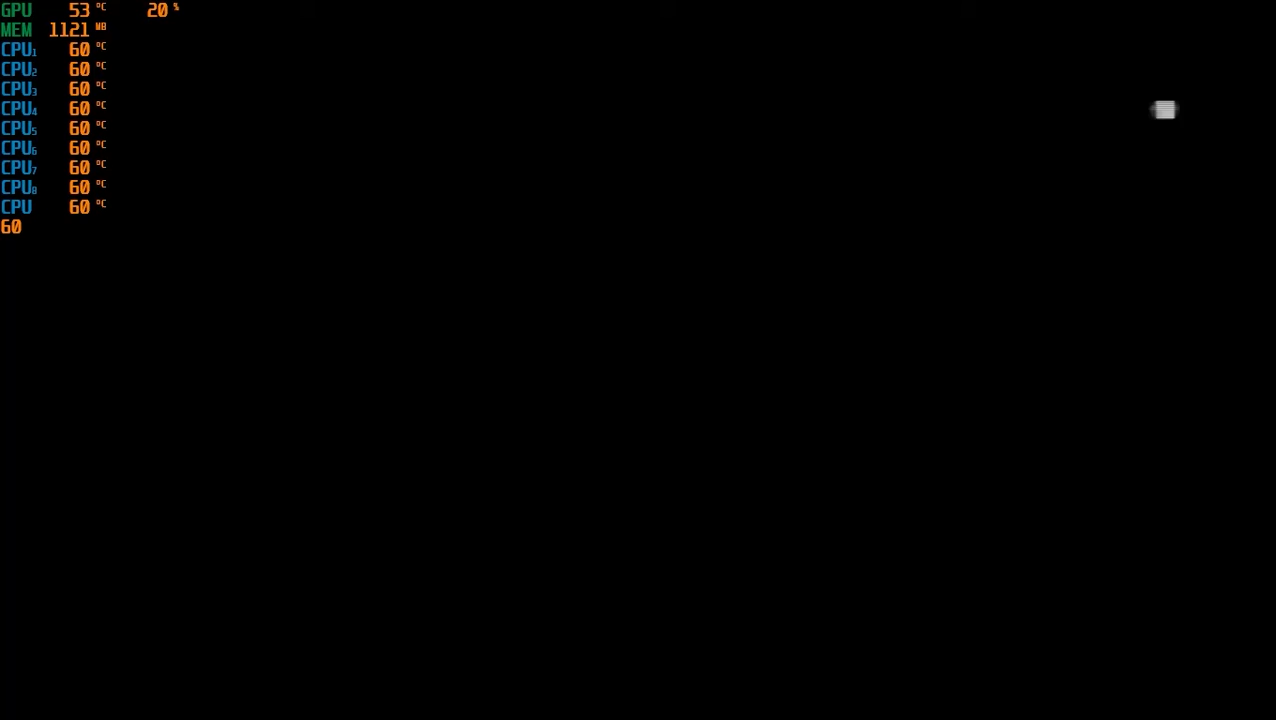 GPU 53 °C 20 %
MEM 1121 MB
CPU1 60 °C
CPU2 60 °C
CPU3 60 °C
CPU4 60 °C
CPU5 60 °C
CPU6 60 °C
CPU7 60 °C
CPU8 60 °C
CPU 60 °C
60